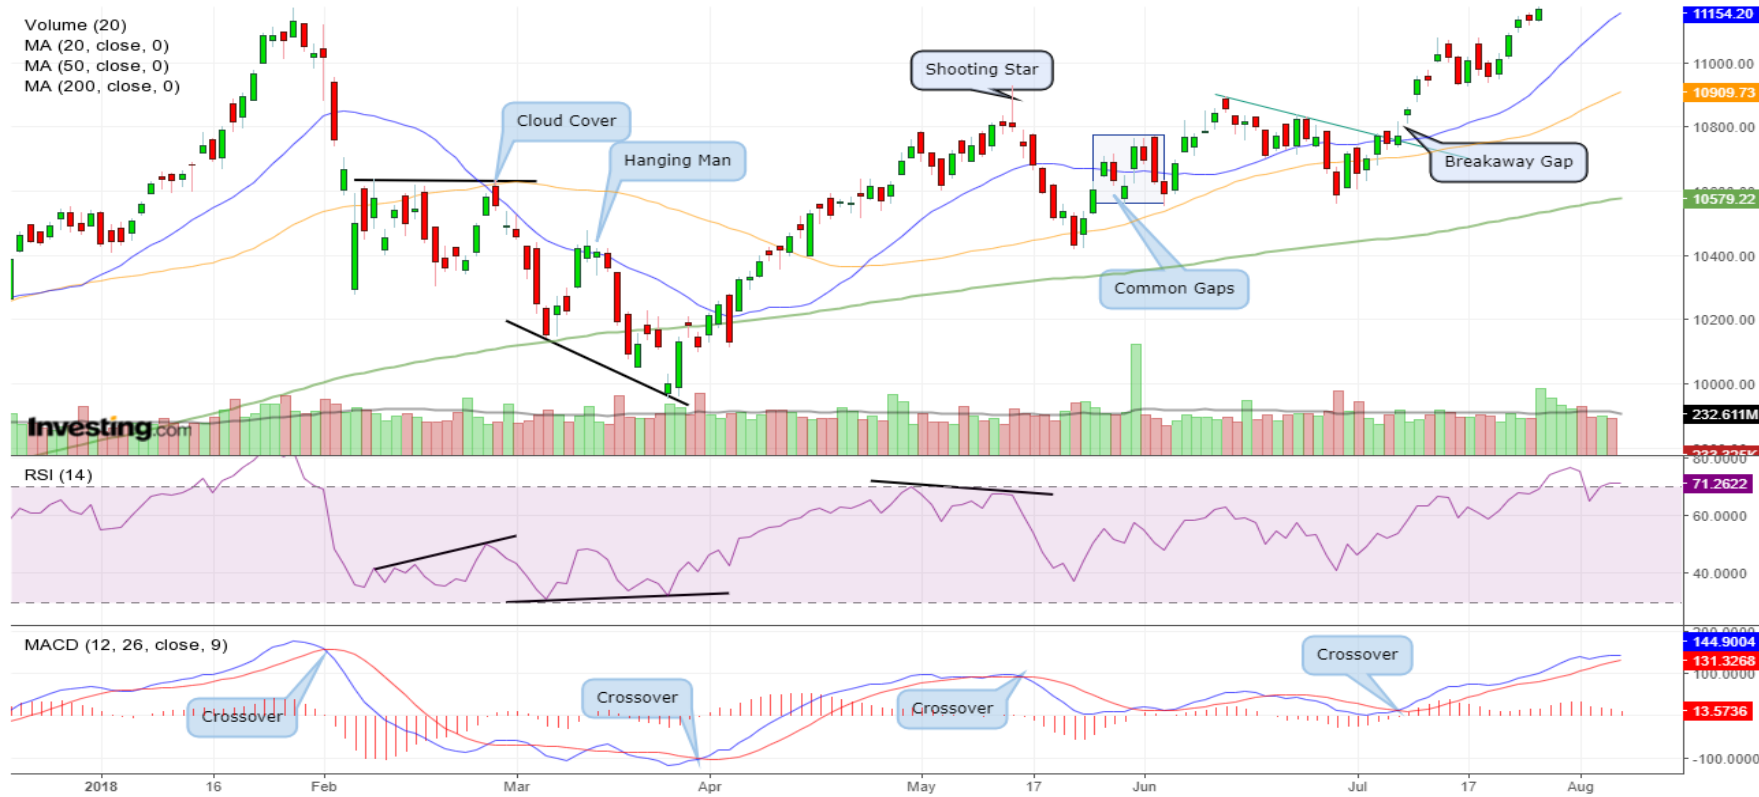 Volume (20)
MA (20, close, 0)
MA (50, close, 0)
MA (200, close, 0)
Cloud Cover
Hanging Man
Shooting Star
Breakaway Gap
Common Gaps
11154.20
11000.00
10909.73
10800.00
10579.22
10400.00
10200.00
10000.00
232.611M
Investing.com
RSI (14)
80.0000
71.2622
60.0000
40.0000
MACD (12, 26, close, 9)
Crossover
Crossover
Crossover
Crossover
144.9004
131.3268
100.0000
13.5736
-100.0000
2018 16 Feb Mar Apr May 17 Jun Jul 17 Aug